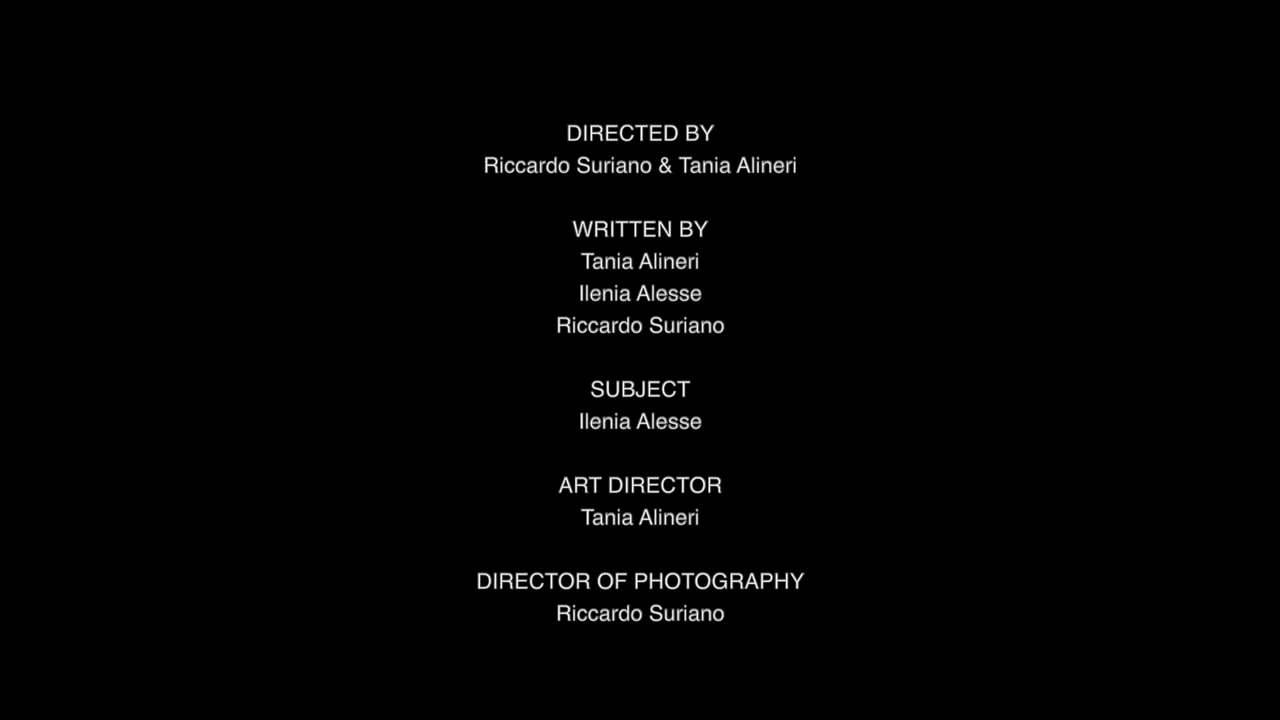 DIRECTED BY
Riccardo Suriano & Tania Alineri
WRITTEN BY
Tania Alineri
Ilenia Alesse
Riccardo Suriano
SUBJECT
Ilenia Alesse
ART DIRECTOR
Tania Alineri
DIRECTOR OF PHOTOGRAPHY
Riccardo Suriano